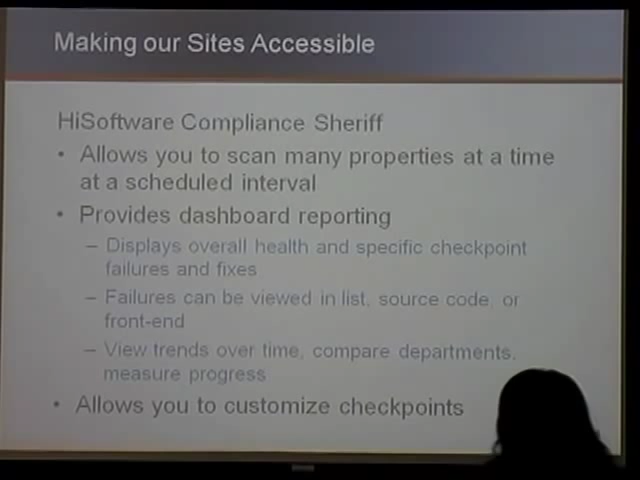 Making our Sites Accessible
HiSoftware Compliance Sheriff
• Allows you to scan many properties at a time
at a scheduled interval
• Provides dashboard reporting
– Displays overall health and specific checkpoint
failures and fixes
– Failures can be viewed in list, source code, or
front-end
– View trends over time, compare departments,
measure progress
• Allows you to customize checkpoints